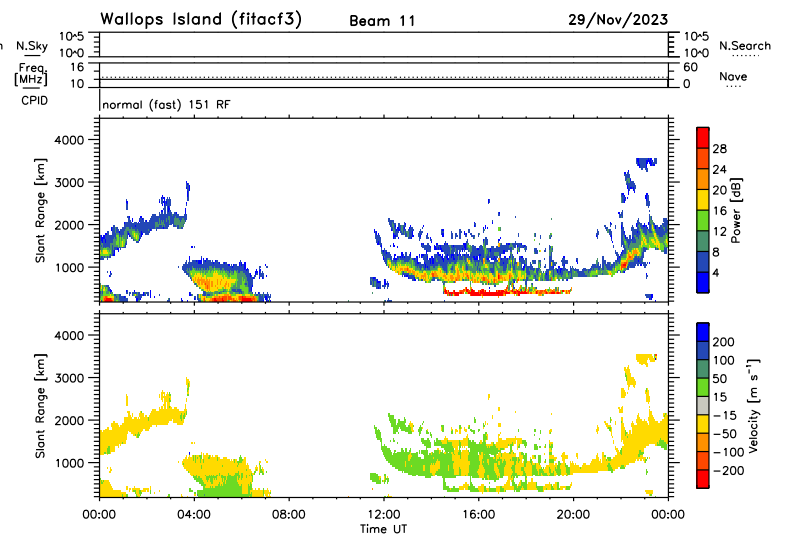 Wallops Island (fitacf3) Beam 11 29/Nov/2023
n N.Sky 10^5 10^0 10^5 10^0 N.Search
Freq. [MHz] 16 10 60 0 Nave
CPID normal (fast) 151 RF
Slant Range [km]
4000
3000
2000
1000
28
24
20
16
12
8
4
Power [dB]
Slant Range [km]
4000
3000
2000
1000
200
100
50
15
-15
-50
-100
-200
Velocity [m s⁻¹]
00:00 04:00 08:00 12:00 16:00 20:00 00:00
Time UT